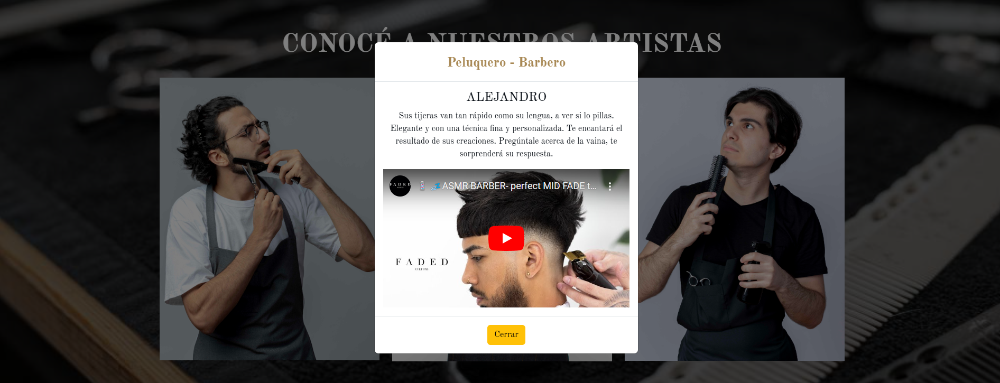 CONOCÉ A NUESTROS ARTISTAS
Peluquero - Barbero
ALEJANDRO
Sus tijeras van tan rápido como su lengua, a ver si lo pillas.
Elegante y con una técnica fina y personalizada. Te encantará el
resultado de sus creaciones. Pregúntale acerca de la vaina, te
sorprenderá su respuesta.
FADED
💈 💤ASMR BARBER- perfect MID FADE t...
FADED
CULTURE
Cerrar